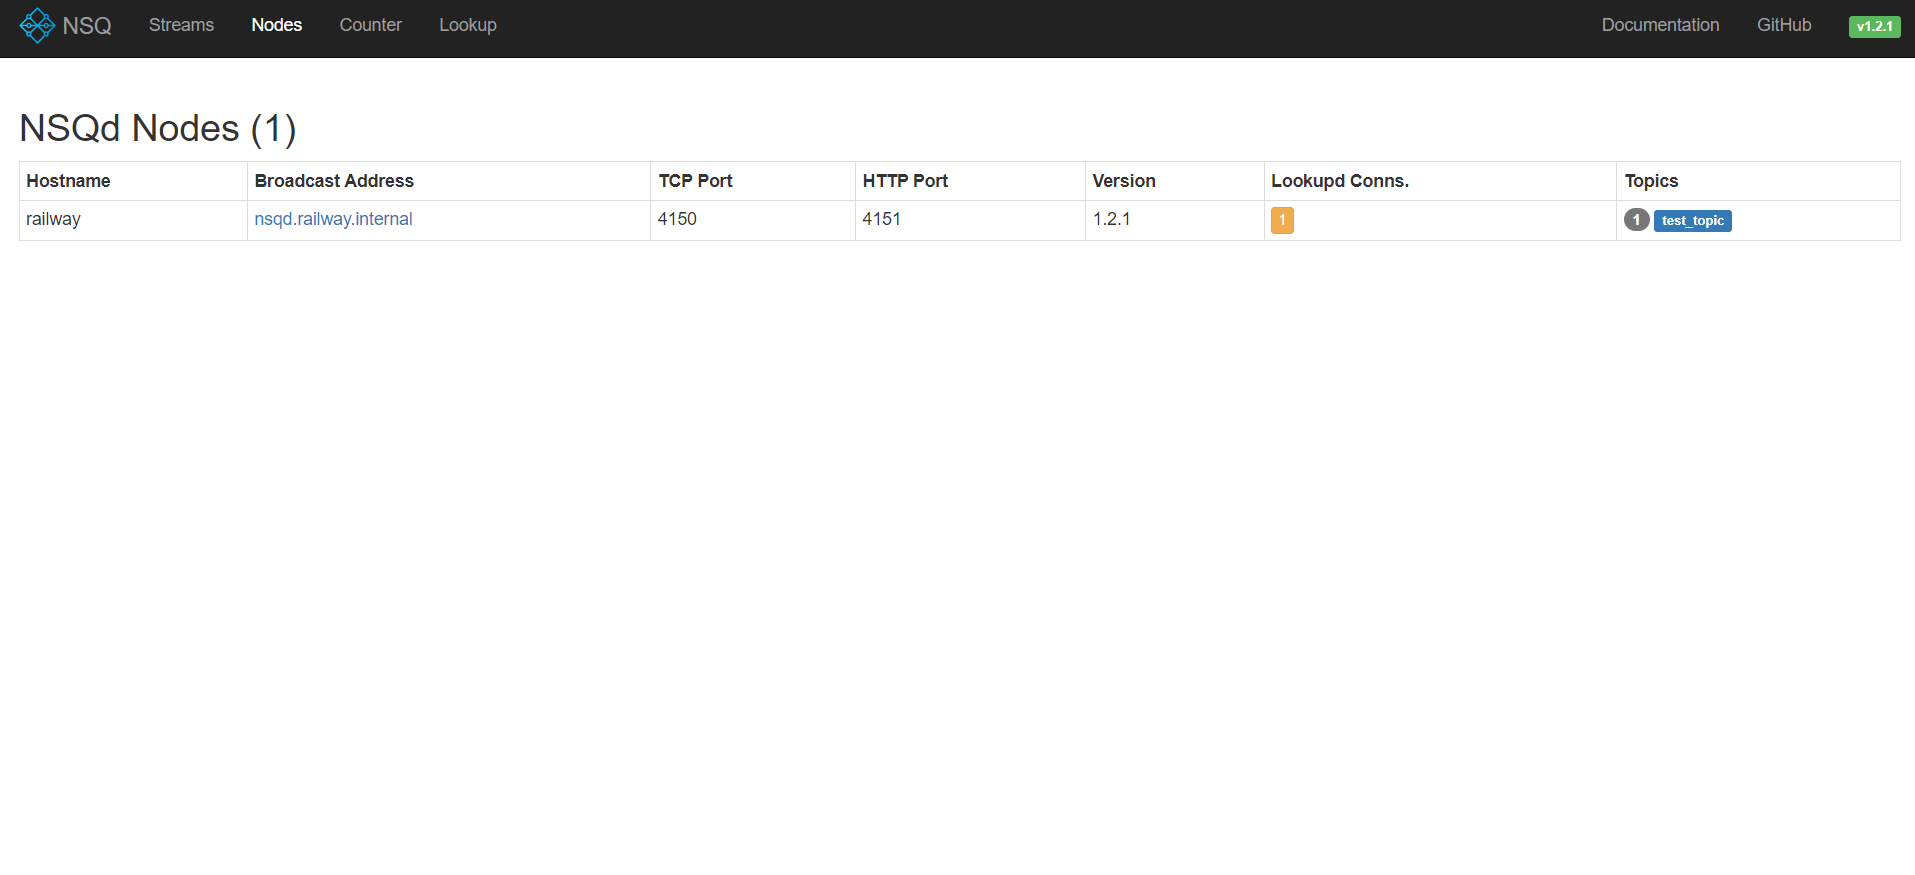 NSQ Streams Nodes Counter Lookup Documentation GitHub v1.2.1
NSQd Nodes (1)
Hostname Broadcast Address TCP Port HTTP Port Version Lookupd Conns. Topics
railway nsqd.railway.internal 4150 4151 1.2.1 1 1 test_topic